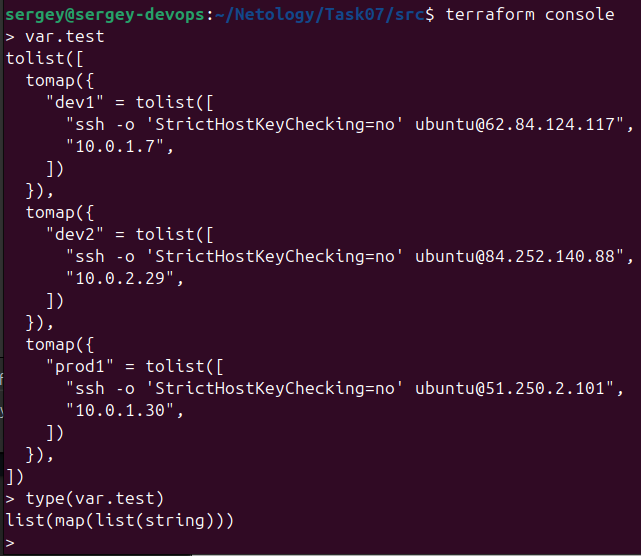 sergey@sergey-devops:~/Netology/Task07/src$ terraform console
> var.test
tolist([
  tomap({
    "dev1" = tolist([
      "ssh -o 'StrictHostKeyChecking=no' ubuntu@62.84.124.117",
      "10.0.1.7",
    ])
  }),
  tomap({
    "dev2" = tolist([
      "ssh -o 'StrictHostKeyChecking=no' ubuntu@84.252.140.88",
      "10.0.2.29",
    ])
  }),
  tomap({
    "prod1" = tolist([
      "ssh -o 'StrictHostKeyChecking=no' ubuntu@51.250.2.101",
      "10.0.1.30",
    ])
  }),
])
> type(var.test)
list(map(list(string)))
>